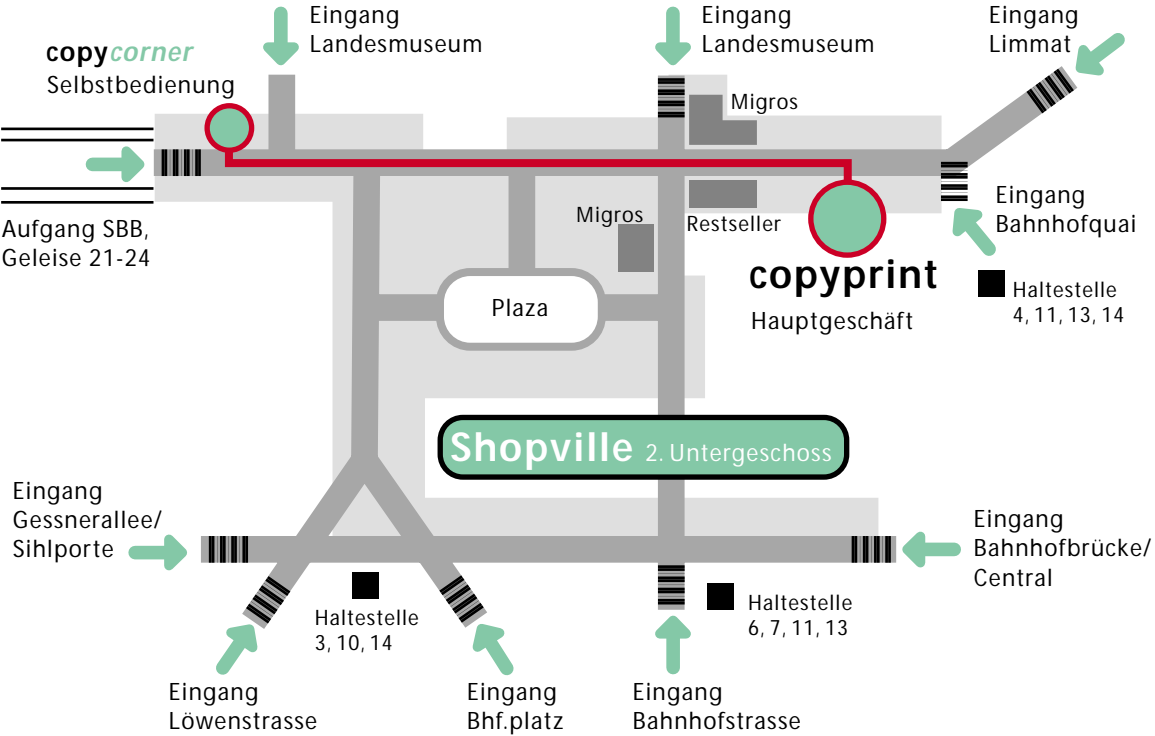 Eingang
Landesmuseum
Eingang
Landesmuseum
Eingang
Limmat
copycorner
Selbstbedienung
Migros
Aufgang SBB,
Geleise 21-24
Migros
Restseller
Eingang
Bahnhofquai
copyprint
Hauptgeschäft
Haltestelle
4, 11, 13, 14
Plaza
Shopville 2. Untergeschoss
Eingang
Gessnerallee/
Sihlporte
Eingang
Bahnhofbrücke/
Central
Haltestelle
3, 10, 14
Haltestelle
6, 7, 11, 13
Eingang
Löwenstrasse
Eingang
Bhf.platz
Eingang
Bahnhofstrasse